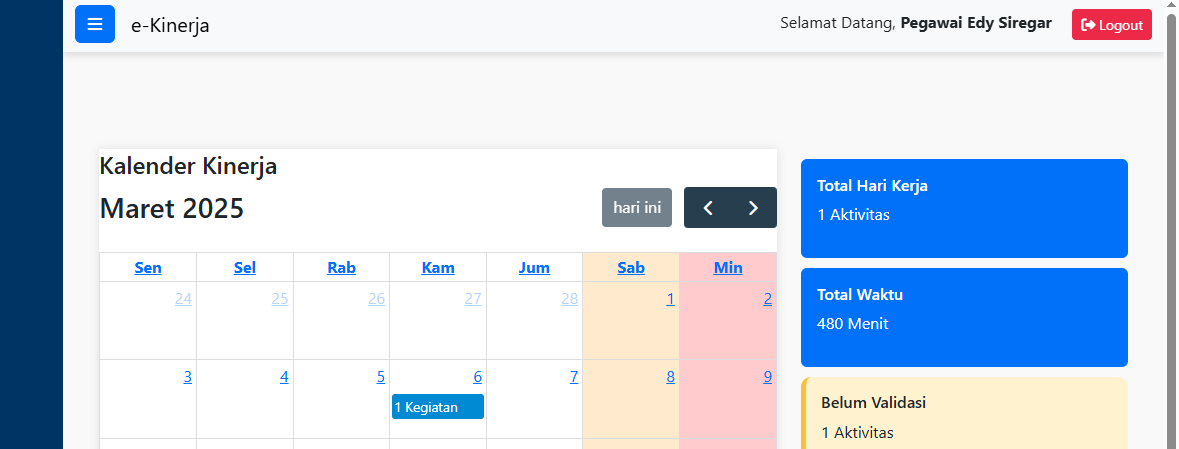 e-Kinerja
Selamat Datang, Pegawai Edy Siregar
Logout
Kalender Kinerja
Maret 2025
hari ini
Sen Sel Rab Kam Jum Sab Min
24 25 26 27 28 1 2
3 4 5 6 7 8 9
1 Kegiatan
Total Hari Kerja
1 Aktivitas
Total Waktu
480 Menit
Belum Validasi
1 Aktivitas